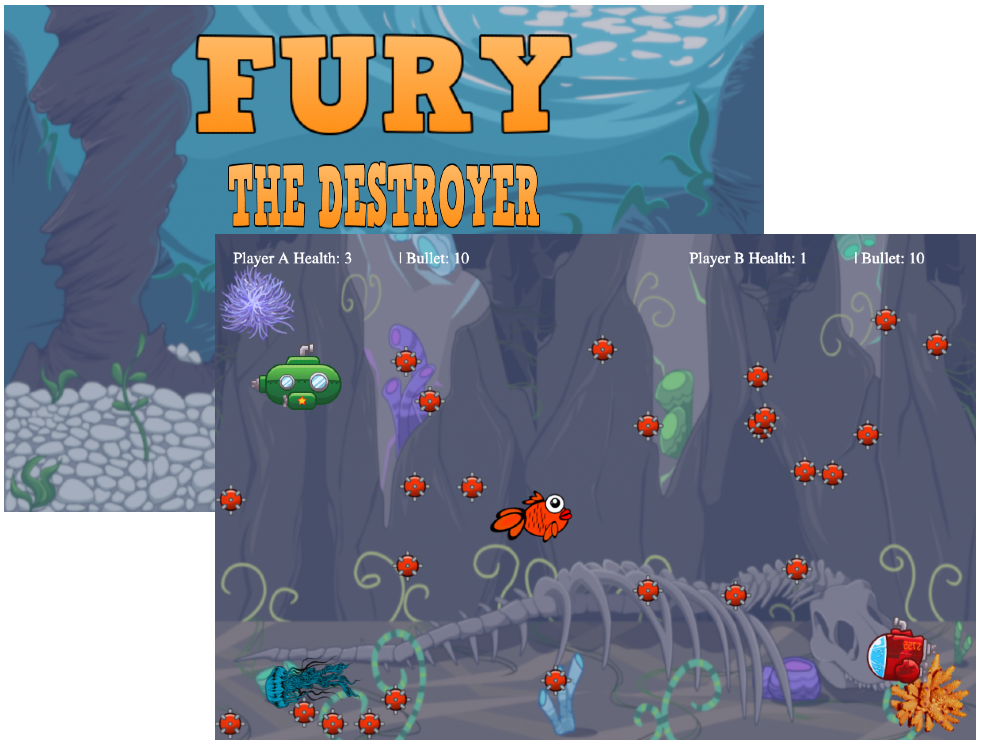 FURY
THE DESTROYER
Player A Health: 3 | Bullet: 10 Player B Health: 1 | Bullet: 10